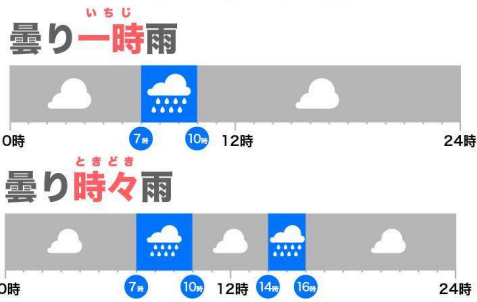 いちじ
曇り一時雨
0時 7時 10時 12時 24時
ときどき
曇り時々雨
0時 7時 10時 12時 14時 16時 24時